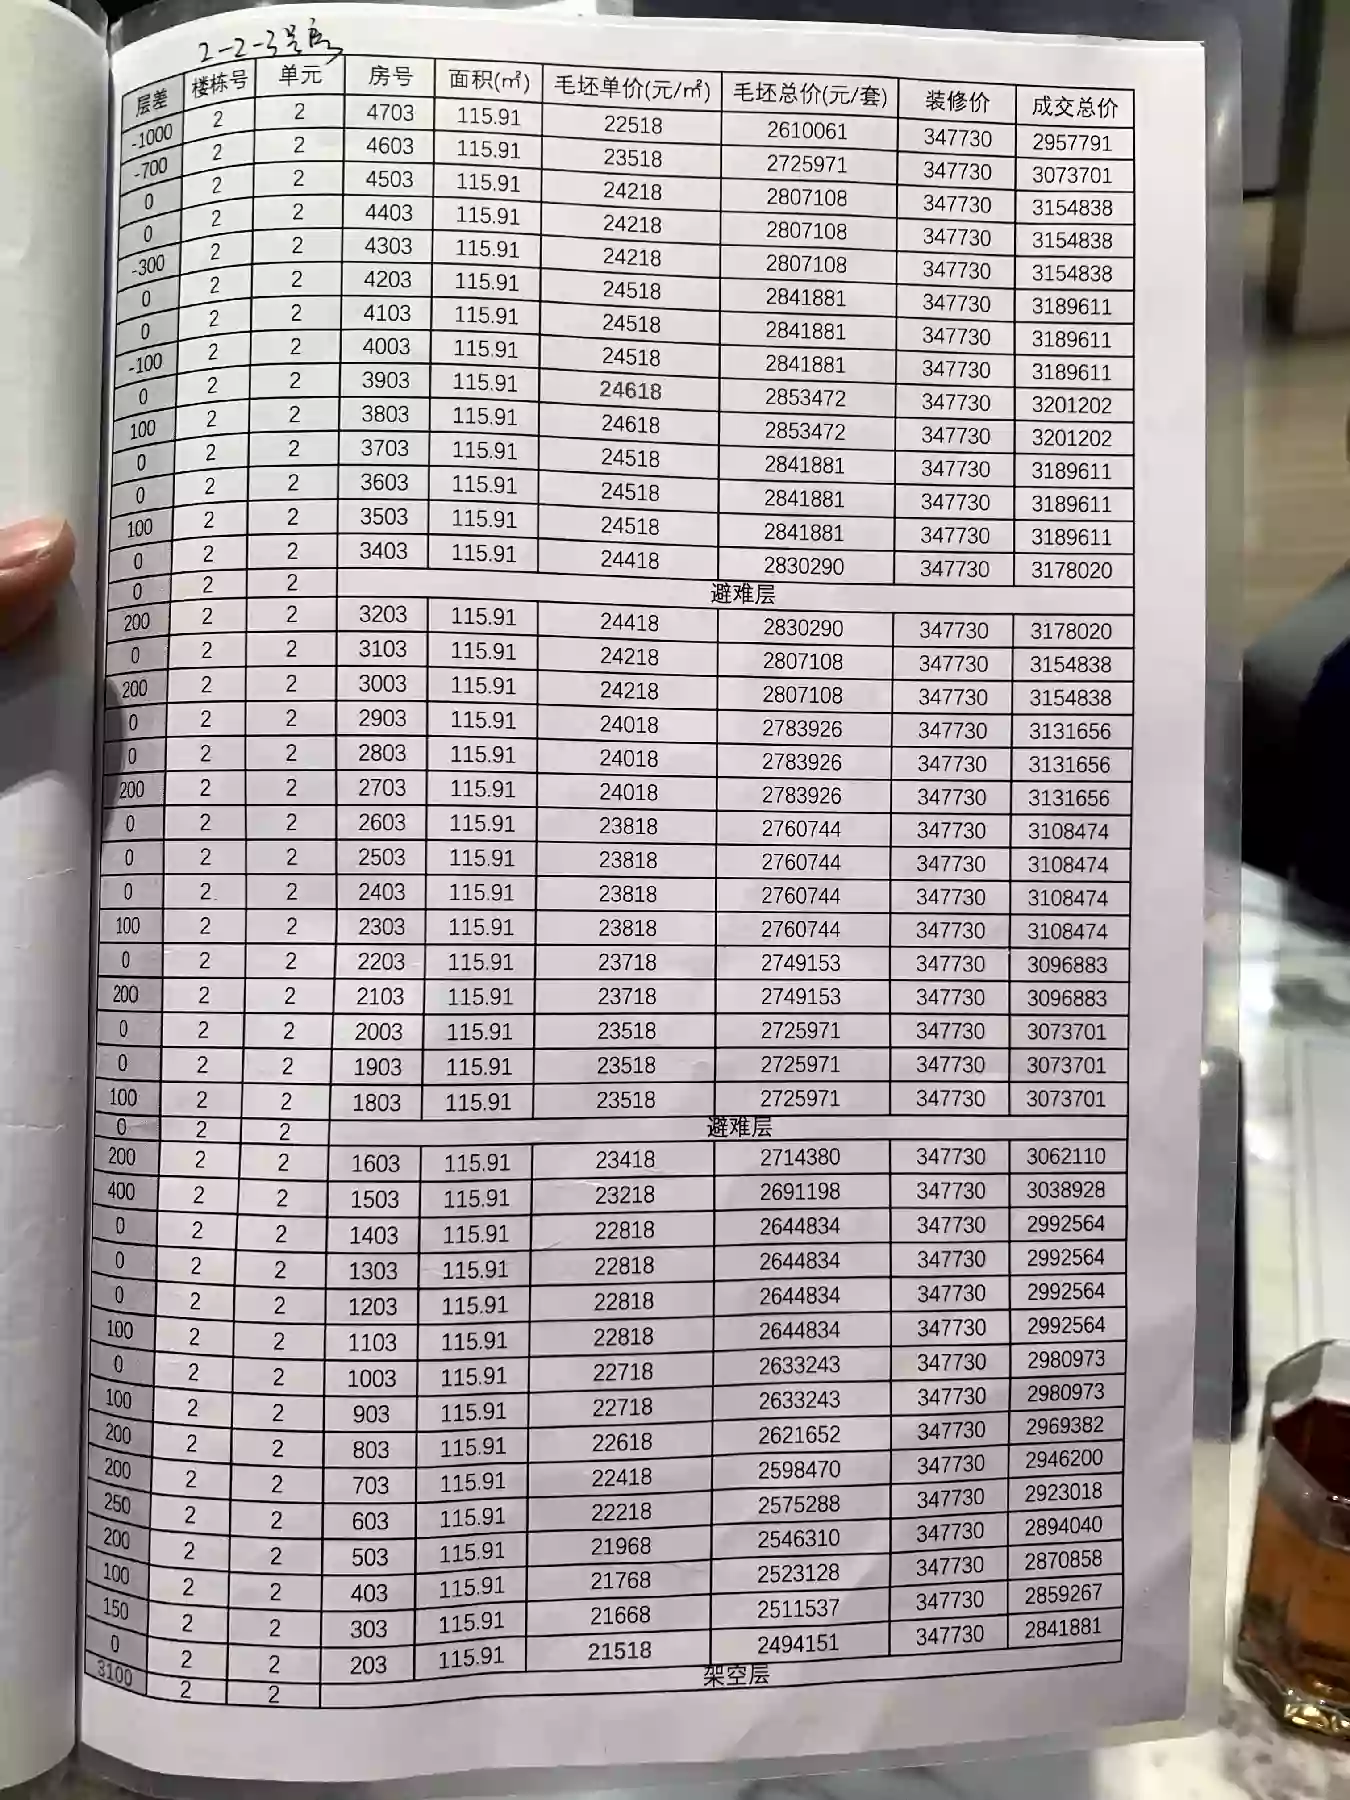 2-2-3号房
层差 楼栋号 单元 房号 面积(㎡) 毛坯单价(元/㎡) 毛坯总价(元/套) 装修价 成交总价
-1000 2 2 4703 115.91 22518 2610061 347730 2957791
-700 2 2 4603 115.91 23518 2725971 347730 3073701
0 2 2 4503 115.91 24218 2807108 347730 3154838
0 2 2 4403 115.91 24218 2807108 347730 3154838
-300 2 2 4303 115.91 24218 2807108 347730 3154838
0 2 2 4203 115.91 24518 2841881 347730 3189611
0 2 2 4103 115.91 24518 2841881 347730 3189611
-100 2 2 4003 115.91 24518 2841881 347730 3189611
0 2 2 3903 115.91 24618 2853472 347730 3201202
100 2 2 3803 115.91 24618 2853472 347730 3201202
0 2 2 3703 115.91 24518 2841881 347730 3189611
0 2 2 3603 115.91 24518 2841881 347730 3189611
100 2 2 3503 115.91 24518 2841881 347730 3189611
0 2 2 3403 115.91 24418 2830290 347730 3178020
0 2 2 避难层
200 2 2 3203 115.91 24418 2830290 347730 3178020
0 2 2 3103 115.91 24218 2807108 347730 3154838
200 2 2 3003 115.91 24218 2807108 347730 3154838
0 2 2 2903 115.91 24018 2783926 347730 3131656
0 2 2 2803 115.91 24018 2783926 347730 3131656
200 2 2 2703 115.91 24018 2783926 347730 3131656
0 2 2 2603 115.91 23818 2760744 347730 3108474
0 2 2 2503 115.91 23818 2760744 347730 3108474
0 2 2 2403 115.91 23818 2760744 347730 3108474
100 2 2 2303 115.91 23818 2760744 347730 3108474
0 2 2 2203 115.91 23718 2749153 347730 3096883
200 2 2 2103 115.91 23718 2749153 347730 3096883
0 2 2 2003 115.91 23518 2725971 347730 3073701
0 2 2 1903 115.91 23518 2725971 347730 3073701
100 2 2 1803 115.91 23518 2725971 347730 3073701
0 2 2 避难层
200 2 2 1603 115.91 23418 2714380 347730 3062110
400 2 2 1503 115.91 23218 2691198 347730 3038928
0 2 2 1403 115.91 22818 2644834 347730 2992564
0 2 2 1303 115.91 22818 2644834 347730 2992564
0 2 2 1203 115.91 22818 2644834 347730 2992564
100 2 2 1103 115.91 22818 2644834 347730 2992564
0 2 2 1003 115.91 22718 2633243 347730 2980973
100 2 2 903 115.91 22718 2633243 347730 2980973
200 2 2 803 115.91 22618 2621652 347730 2969382
200 2 2 703 115.91 22418 2598470 347730 2946200
250 2 2 603 115.91 22218 2575288 347730 2923018
200 2 2 503 115.91 21968 2546310 347730 2894040
100 2 2 403 115.91 21768 2523128 347730 2870858
150 2 2 303 115.91 21668 2511537 347730 2859267
0 2 2 203 115.91 21518 2494151 347730 2841881
3100 2 2 架空层